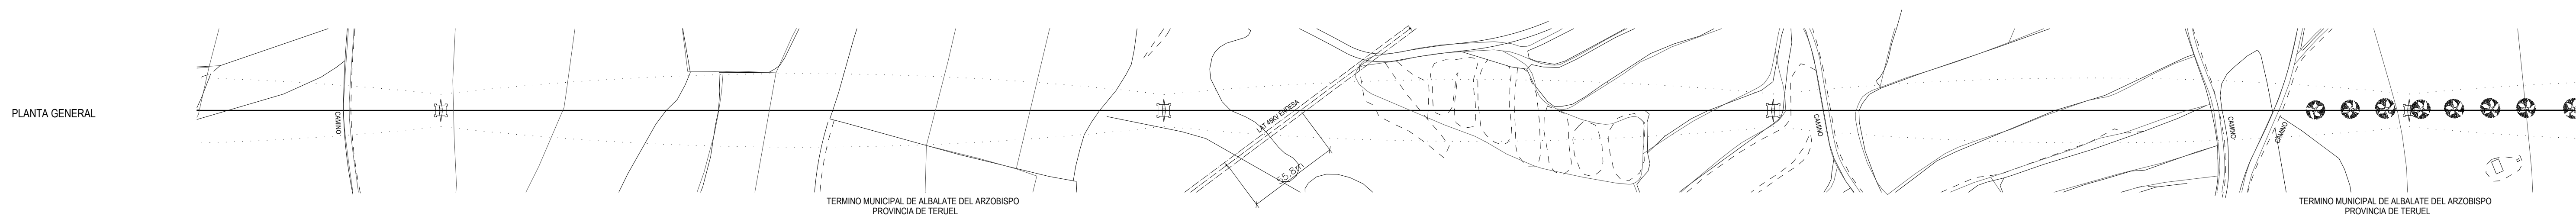 PLANTA GENERAL
CAMINO
LAT 45KV ENDESA
55,8m
CAMINO
CAMINO
CAMINO
TERMINO MUNICIPAL DE ALBALATE DEL ARZOBISPO
PROVINCIA DE TERUEL
TERMINO MUNICIPAL DE ALBALATE DEL ARZOBISPO
PROVINCIA DE TERUEL